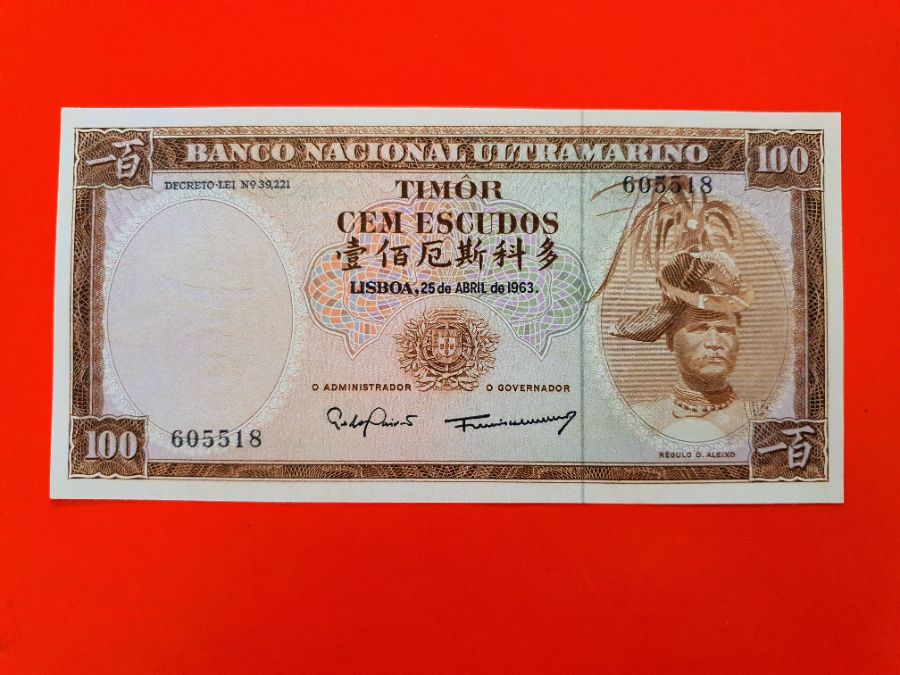 一百
BANCO NACIONAL ULTRAMARINO
100
DECRETO-LEI Nº 39,221
TIMÔR
605518
CEM ESCUDOS
壹佰厄斯科多
LISBOA, 25 de ABRIL de 1963.
O ADMINISTRADOR
O GOVERNADOR
100
605518
RÉGULO D. ALEIXO
一百